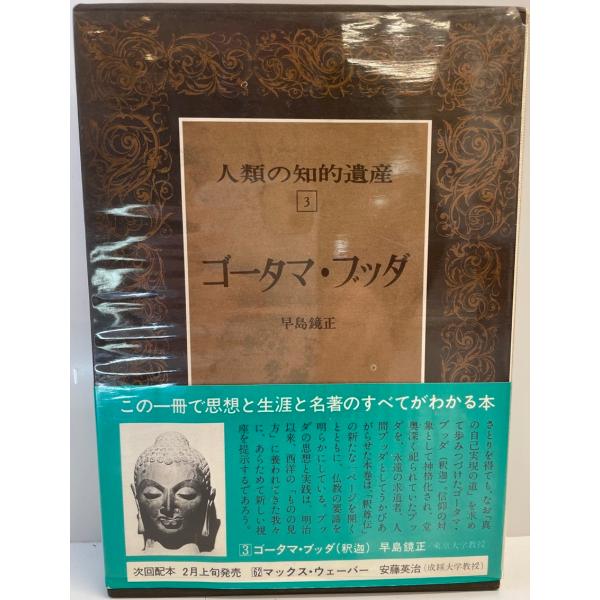 人類の知的遺産
3
ゴータマ・ブッダ
早島鏡正
この一冊で思想と生涯と名著のすべてがわかる本
さとりを得ても、なお「真
の自己実現の道」を求め
て歩みつづけたゴータマ・
ブッダ(釈迦)。信仰の対
象として神格化され、堂
奥深く祀られていたブッ
ダを、永遠の求道者、人
間ブッダとしてうかびあ
がらせた本巻は、「釈尊伝」
の新たな一ページを開く
とともに、仏教の要諦を
明らかにしている。ブッ
ダの思想と実践は、明治
以来、西洋の「ものの見
方」に養われてきた我々
に、あらためて新しい視
座を提示するであろう。
3 ゴータマ・ブッダ(釈迦) 早島鏡正(東京大学教授)
次回配本 2月上旬発売 62 マックス・ウェーバー 安藤英治(成蹊大学教授)